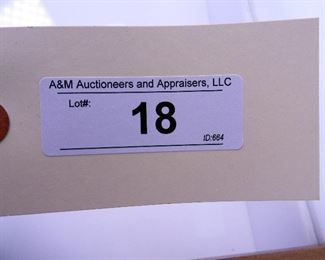 A&M Auctioneers and Appraisers, LLC
Lot#:
18
ID:664